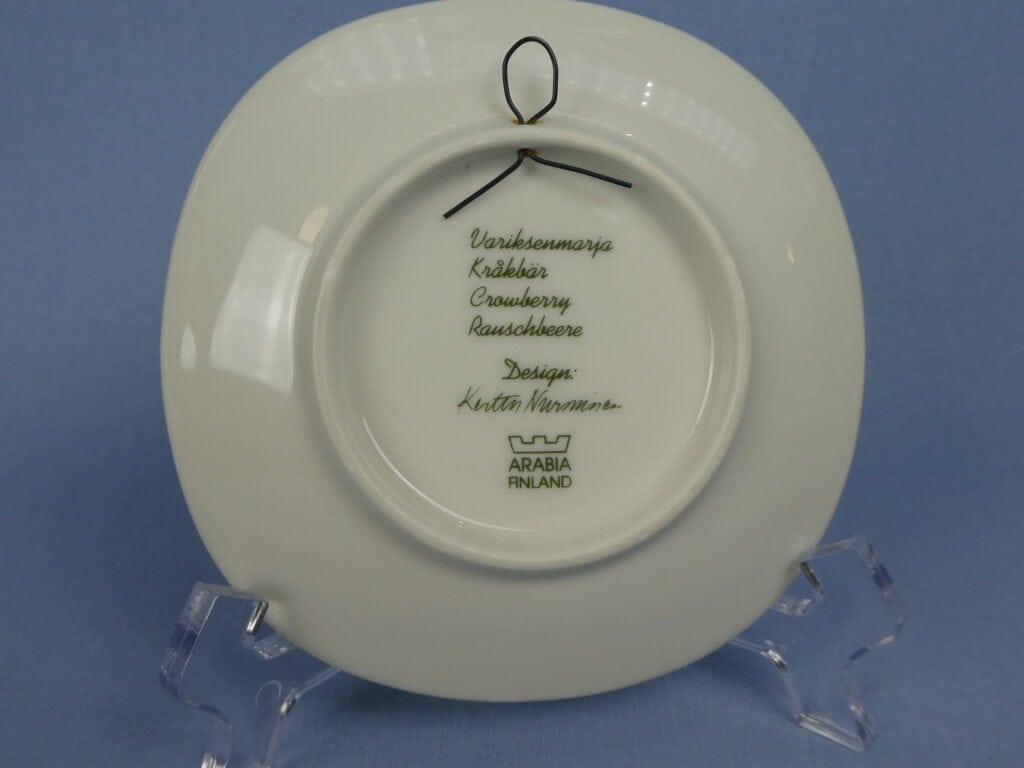 Variksenmarja
Kråkbär
Crowberry
Rauschbeere
Design:
Kerttu Nurminen
ARABIA
FINLAND